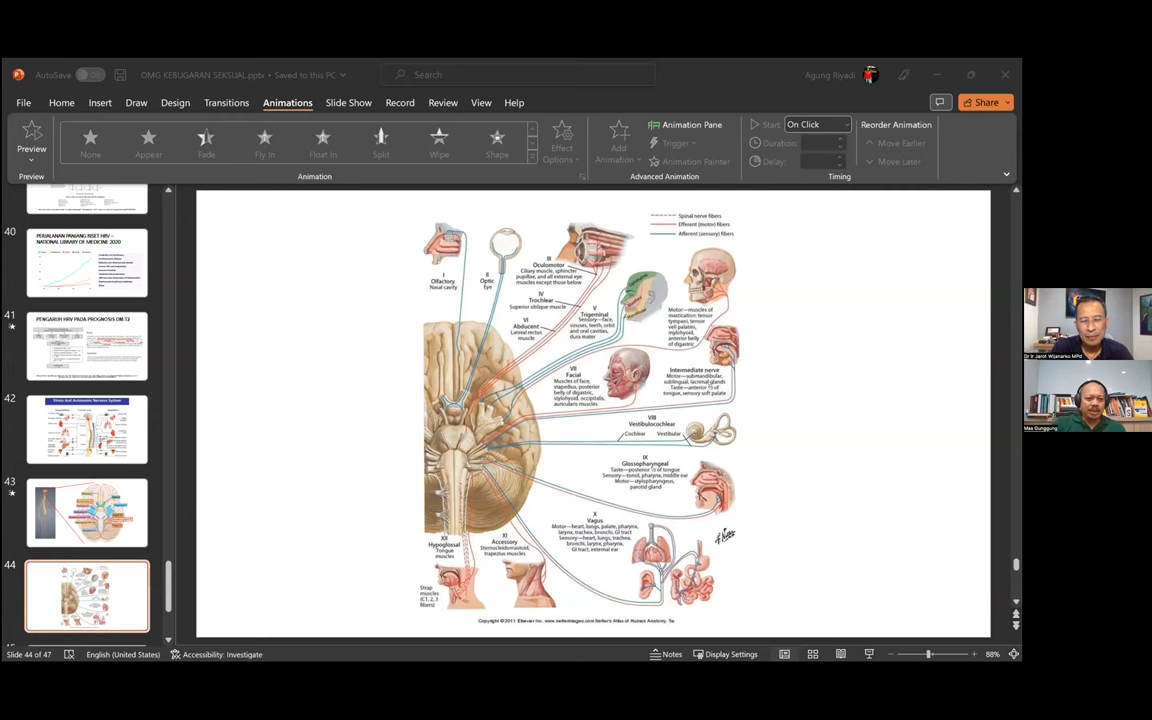 AutoSave
Off
OMG KEBUGARAN SEKSUAL.pptx • Saved to this PC
Search
Agung Riyadi
File
Home
Insert
Draw
Design
Transitions
Animations
Slide Show
Record
Review
View
Help
Share
Preview
None
Appear
Fade
Fly In
Float In
Split
Wipe
Shape
Effect
Options
Add
Animation
Animation Pane
Trigger
Animation Painter
Start:
On Click
Duration:
Delay:
Reorder Animation
Move Earlier
Move Later
Preview
Animation
Advanced Animation
Timing
40
PERJALANAN PANJANG RISET HRV –
NATIONAL LIBRARY OF MEDICINE 2020
41
PENGARUH HRV PADA PROGNOSIS DM-T2
42
Stress And Autonomic Nervous System
43
44
Spinal nerve fibers
Efferent (motor) fibers
Afferent (sensory) fibers
I
Olfactory
Nasal cavity
II
Optic
Eye
III
Oculomotor
Ciliary muscle, sphincter
pupillae, and all external eye
muscles except those below
IV
Trochlear
Superior oblique muscle
VI
Abducent
Lateral rectus
muscle
V
Trigeminal
Sensory—face,
sinuses, teeth, orbit
and oral cavities,
dura mater
Motor—muscles of
mastication: tensor
tympani, tensor
veli palatini,
mylohyoid,
anterior belly
of digastric
VII
Facial
Muscles of face,
stapedius, posterior
belly of digastric,
stylohyoid, occipitalis,
auricularis muscles
Intermediate nerve
Motor—submandibular,
sublingual, lacrimal glands
Taste—anterior ⅔ of
tongue, sensory soft palate
VIII
Vestibulocochlear
Cochlear
Vestibular
IX
Glossopharyngeal
Taste—posterior ⅓ of tongue
Sensory—tonsil, pharynx, middle ear
Motor—stylopharyngeus,
parotid gland
X
Vagus
Motor—heart, lungs, palate, pharynx,
larynx, trachea, bronchi, GI tract
Sensory—heart, lungs, trachea,
bronchi, larynx, pharynx,
GI tract, external ear
XII
Hypoglossal
Tongue
muscles
XI
Accessory
Sternocleidomastoid,
trapezius muscles
Strap
muscles
(C1, 2, 3
fibers)
Copyright ©2011 Elsevier Inc. www.netterimages.com Netter's Atlas of Human Anatomy. 5e
Dr Ir Jarot Wijanarko MPd
Mas Gunggung
Slide 44 of 47
English (United States)
Accessibility: Investigate
Notes
Display Settings
88%